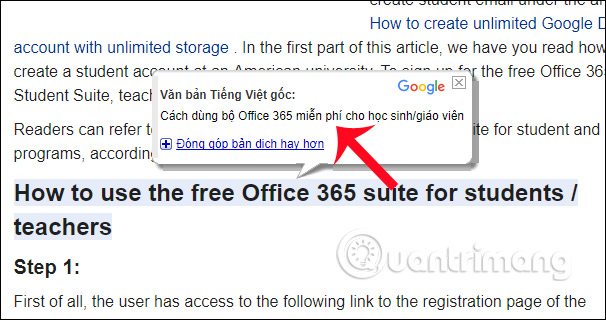 create student email under the a
How to create unlimited Google D
account with unlimited storage . In the first part of this article, we have you read how
create a student account at an American university. To sign up for the free Office 365
Student Suite, teac
Google
Văn bản Tiếng Việt gốc:
Cách dùng bộ Office 365 miễn phí cho học sinh/giáo viên
Đóng góp bản dịch hay hơn
Readers can refer to
ite for student and
programs, according
How to use the free Office 365 suite for students /
teachers
Quantrimang
Step 1:
First of all, the user has access to the following link to the registration page of the